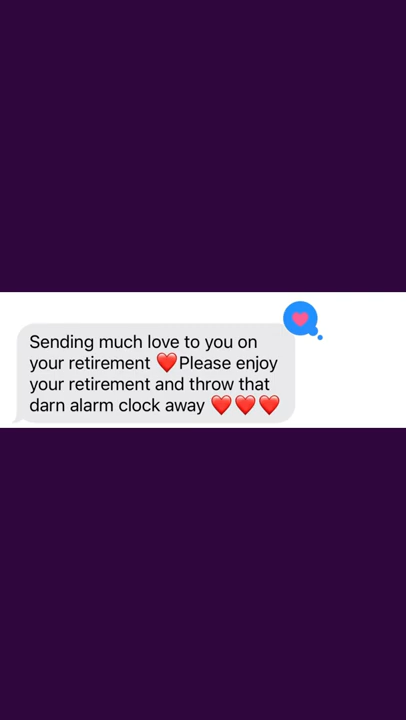 Sending much love to you on
your retirement ❤️Please enjoy
your retirement and throw that
darn alarm clock away ❤️❤️❤️